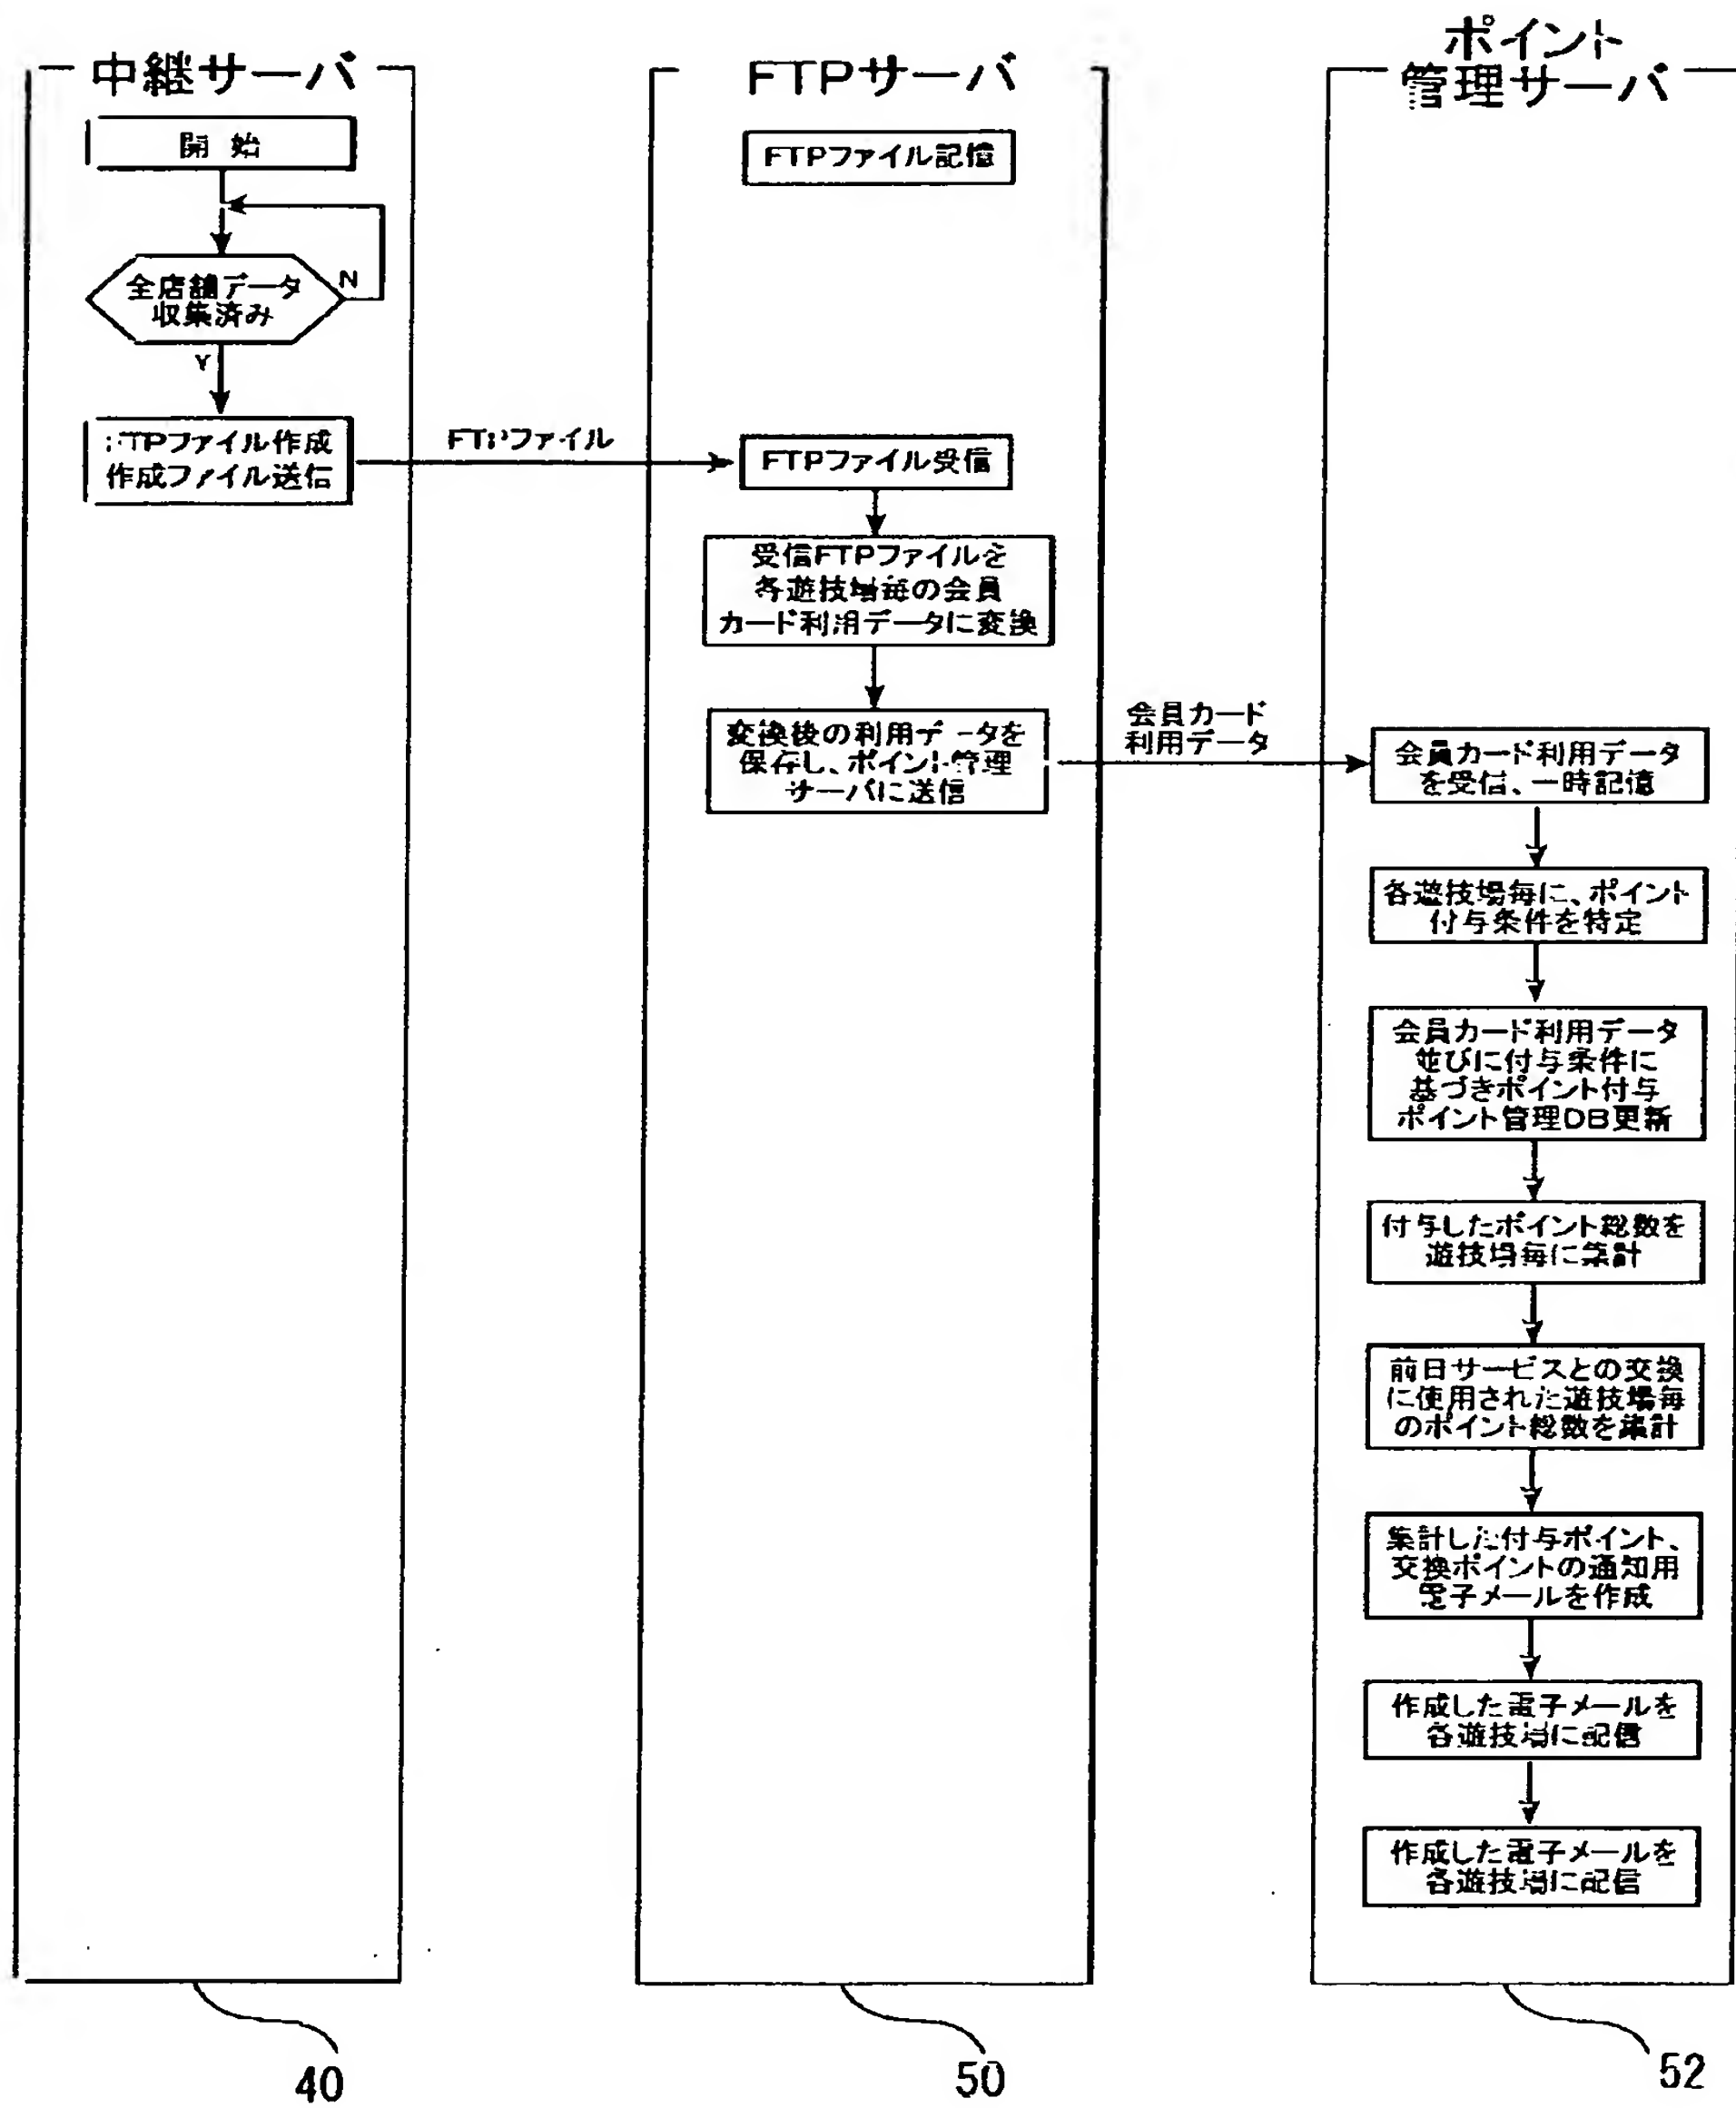 中継サーバ
開 始
全店舗データ
収集済み
N
Y
FTPファイル作成
作成ファイル送信
FTPファイル
FTPサーバ
FTPファイル記憶
FTPファイル受信
受信FTPファイルを
各遊技場毎の会員
カード利用データに変換
変換後の利用データを
保存し、ポイント管理
サーバに送信
会員カード
利用データ
ポイント
管理サーバ
会員カード利用データ
を受信、一時記憶
各遊技場毎に、ポイント
付与条件を特定
会員カード利用データ
並びに付与条件に
基づきポイント付与
ポイント管理DB更新
付与したポイント総数を
遊技場毎に集計
前日サービスとの交換
に使用された遊技場毎
のポイント総数を集計
集計した付与ポイント、
交換ポイントの通知用
電子メールを作成
作成した電子メールを
各遊技場に配信
作成した電子メールを
各遊技場に配信
40
50
52